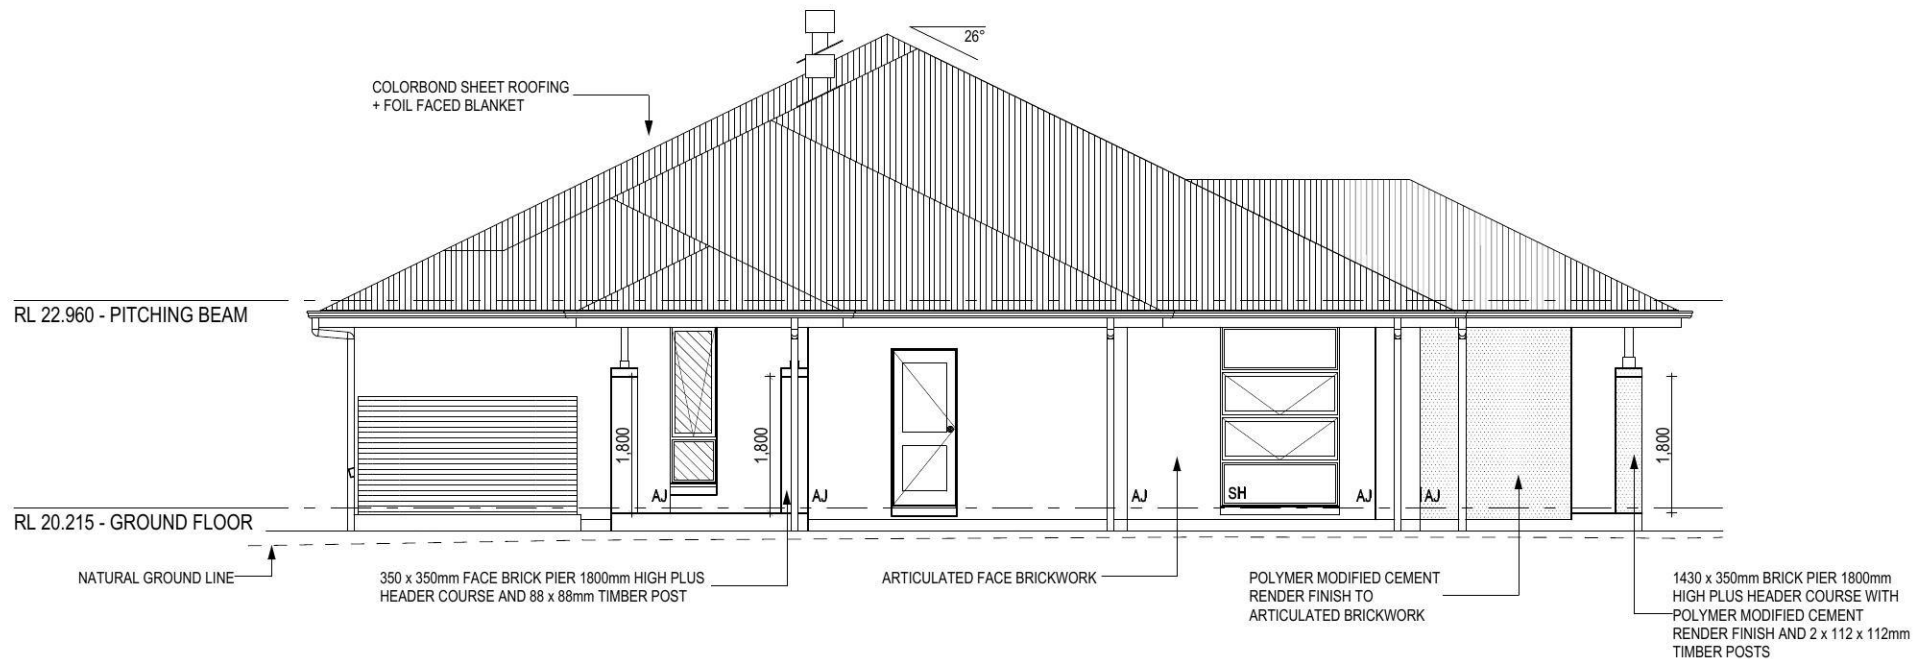 26°
COLORBOND SHEET ROOFING
+ FOIL FACED BLANKET
RL 22.960 - PITCHING BEAM
1,800
1,800
1,800
AJ
AJ
AJ
SH
AJ
AJ
RL 20.215 - GROUND FLOOR
NATURAL GROUND LINE
350 x 350mm FACE BRICK PIER 1800mm HIGH PLUS
HEADER COURSE AND 88 x 88mm TIMBER POST
ARTICULATED FACE BRICKWORK
POLYMER MODIFIED CEMENT
RENDER FINISH TO
ARTICULATED BRICKWORK
1430 x 350mm BRICK PIER 1800mm
HIGH PLUS HEADER COURSE WITH
POLYMER MODIFIED CEMENT
RENDER FINISH AND 2 x 112 x 112mm
TIMBER POSTS